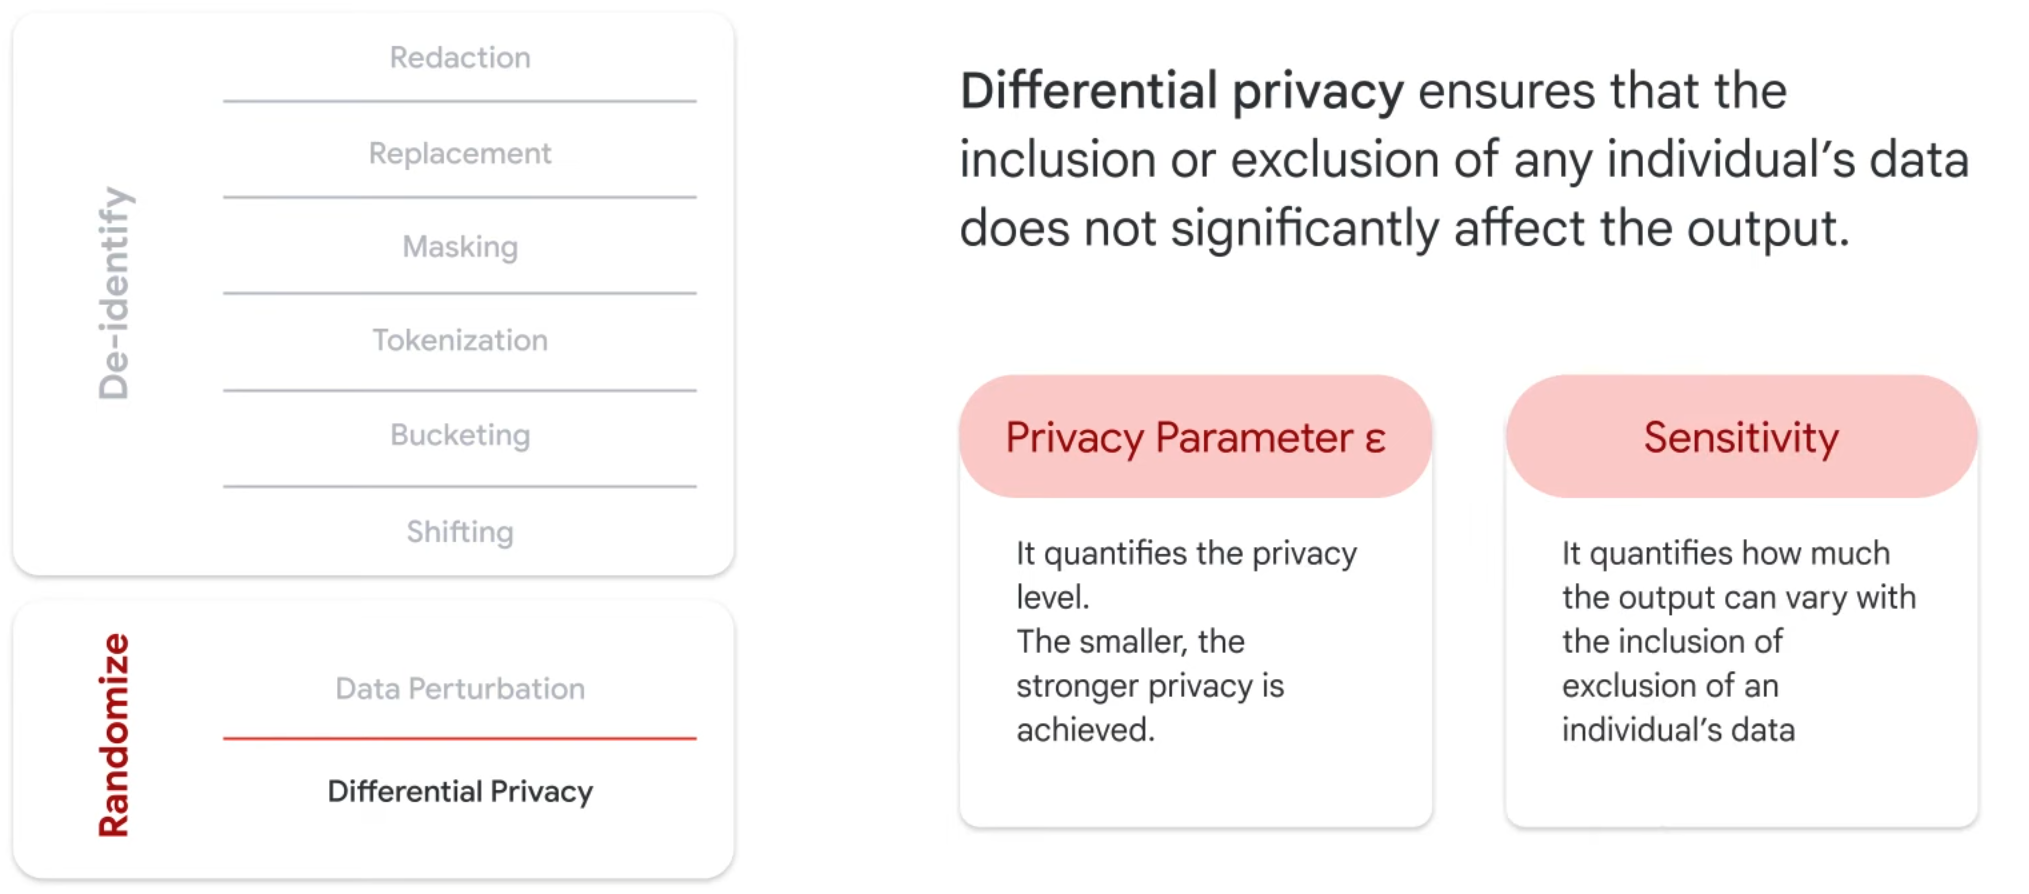 De-identify
Redaction
Replacement
Masking
Tokenization
Bucketing
Shifting
Randomize
Data Perturbation
Differential Privacy
Differential privacy ensures that the
inclusion or exclusion of any individual’s data
does not significantly affect the output.
Privacy Parameter ε
It quantifies the privacy
level.
The smaller, the
stronger privacy is
achieved.
Sensitivity
It quantifies how much
the output can vary with
the inclusion of
exclusion of an
individual’s data